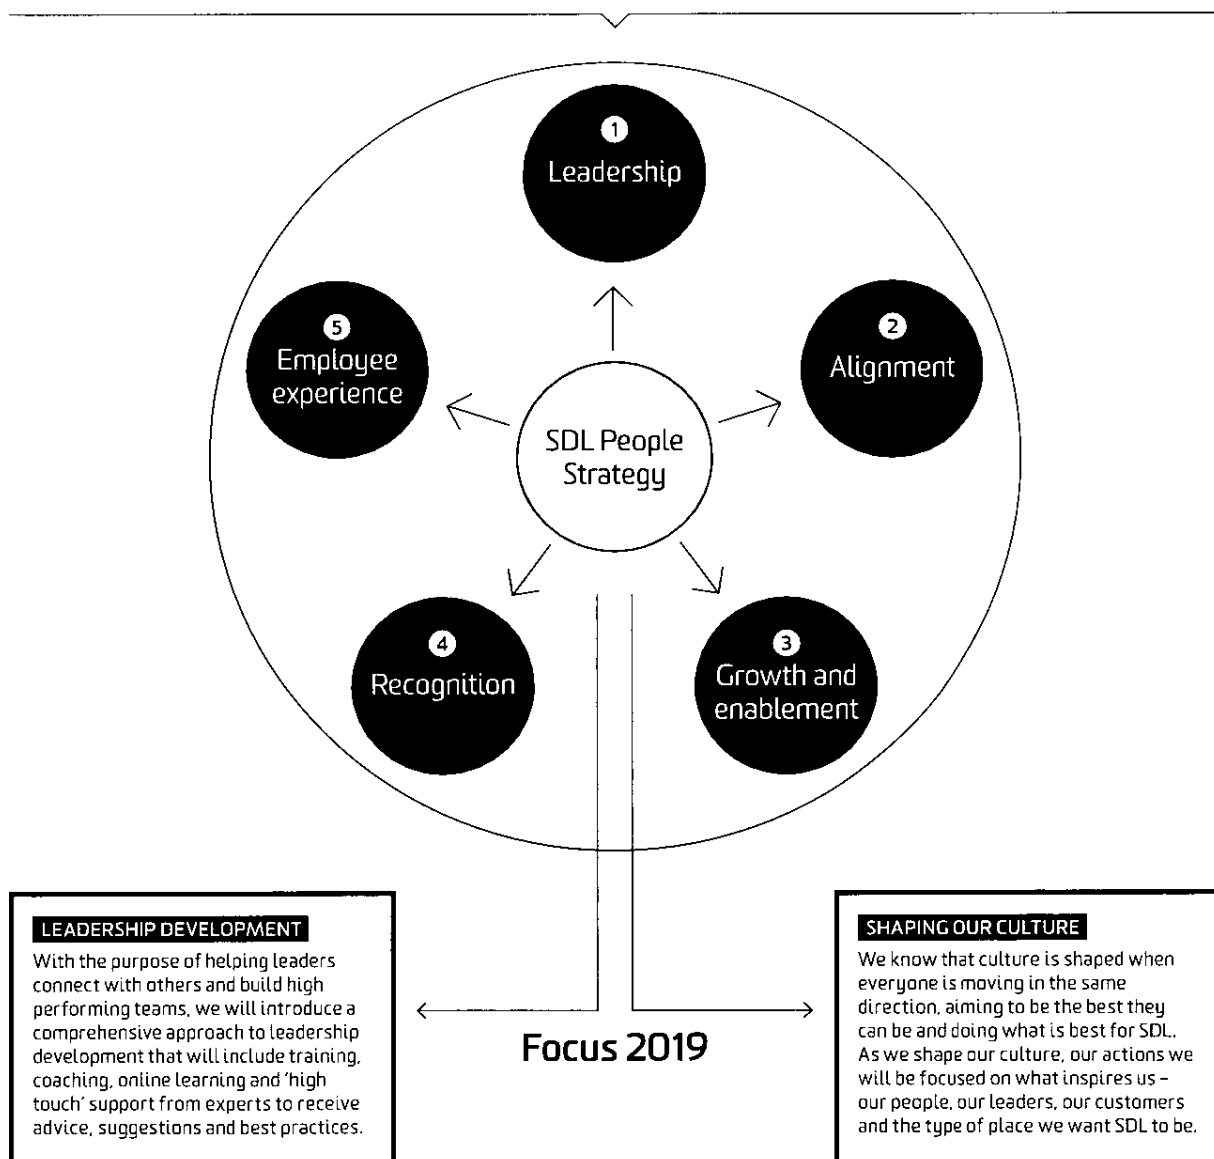 1
Leadership
2
Alignment
3
Growth and
enablement
4
Recognition
5
Employee
experience
SDL People
Strategy
Focus 2019
LEADERSHIP DEVELOPMENT
With the purpose of helping leaders
connect with others and build high
performing teams, we will introduce a
comprehensive approach to leadership
development that will include training,
coaching, online learning and ‘high
touch’ support from experts to receive
advice, suggestions and best practices.
SHAPING OUR CULTURE
We know that culture is shaped when
everyone is moving in the same
direction, aiming to be the best they
can be and doing what is best for SDL.
As we shape our culture, our actions we
will be focused on what inspires us –
our people, our leaders, our customers
and the type of place we want SDL to be.